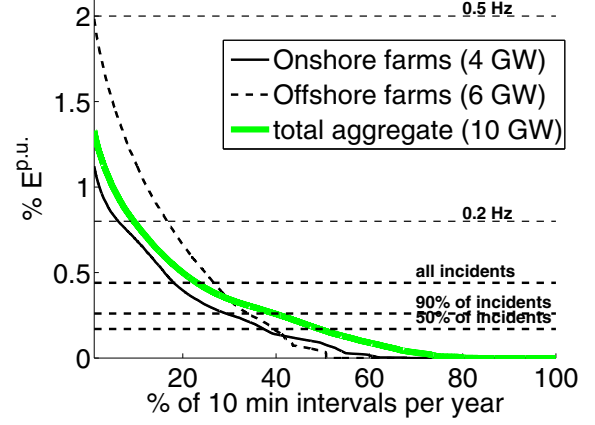 2
0.5 Hz
Onshore farms (4 GW)
Offshore farms (6 GW)
total aggregate (10 GW)
1.5
% E^p.u.
1
0.2 Hz
0.5
all incidents
90% of incidents
50% of incidents
0
20 40 60 80 100
% of 10 min intervals per year